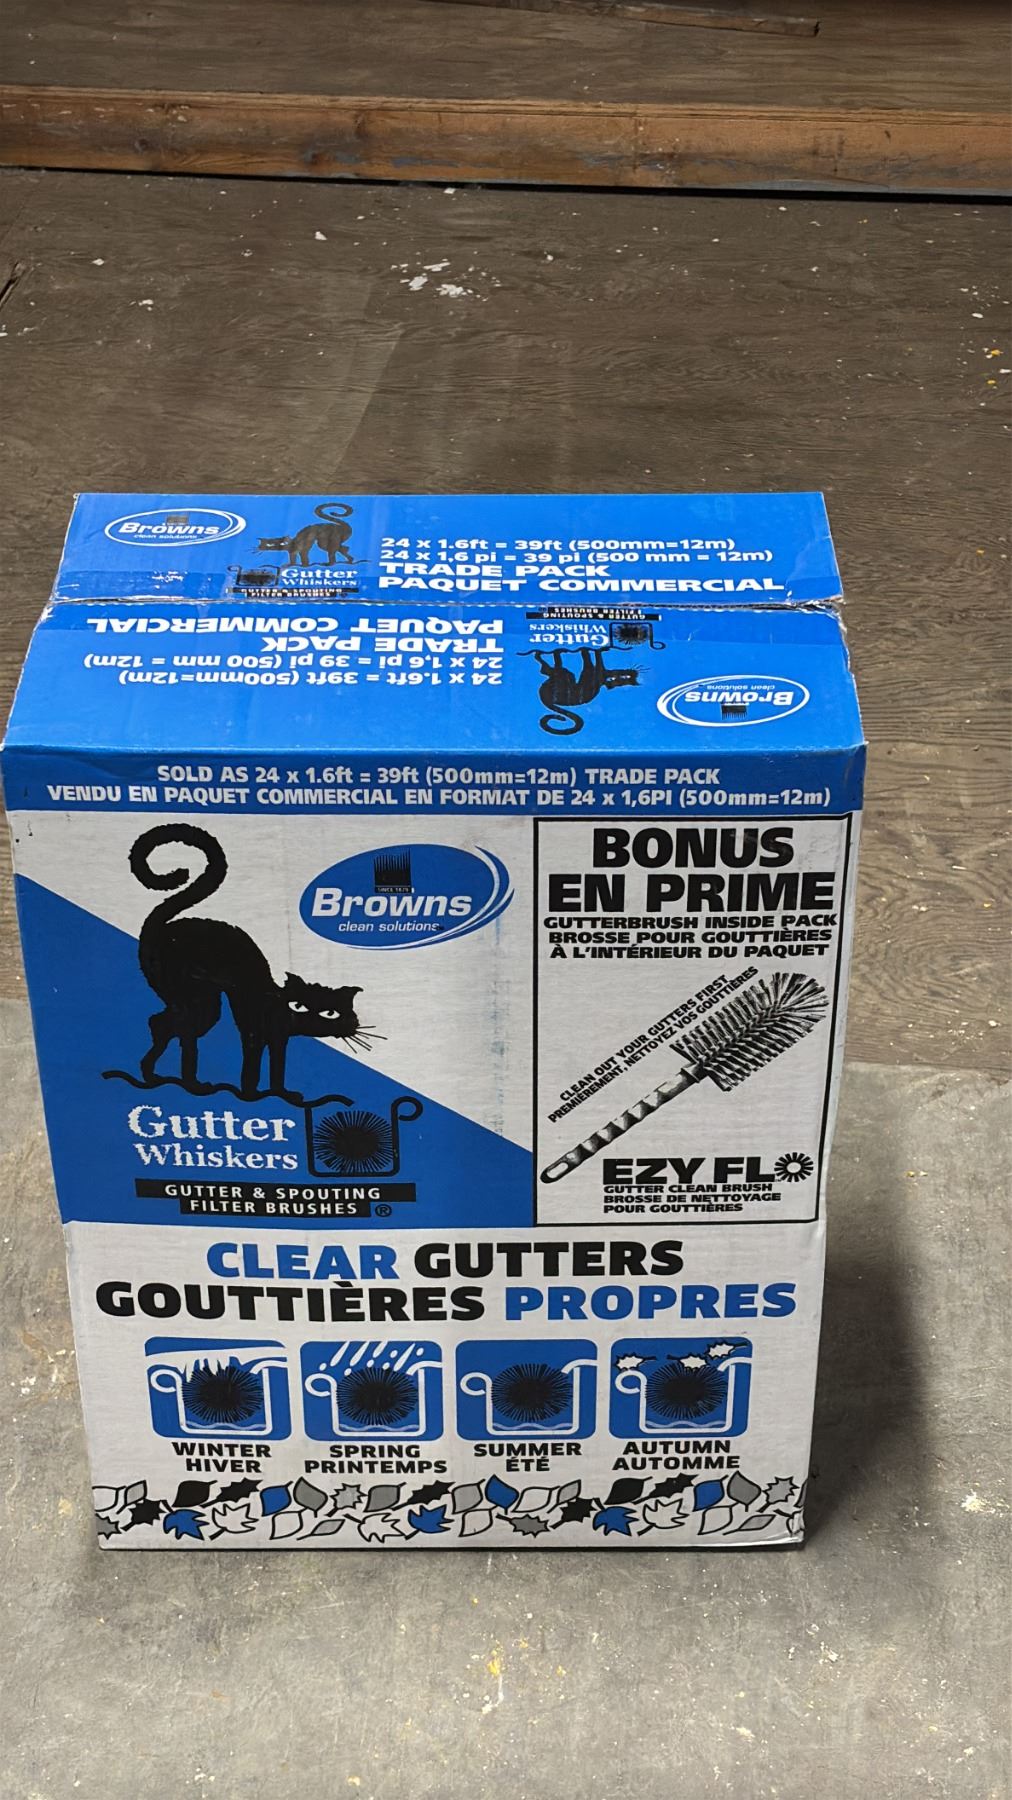 Browns
clean solutions
Gutter
Whiskers
24 x 1.6ft = 39ft (500mm=12m)
24 x 1,6 pi = 39 pi (500 mm = 12m)
TRADE PACK
PAQUET COMMERCIAL
24 x 1.6ft = 39ft (500mm=12m)
24 x 1,6 pi = 39 pi (500 mm = 12m)
TRADE PACK
PAQUET COMMERCIAL
Gutter
Whiskers
GUTTER & SPOUTING
FILTER BRUSHES
Browns
clean solutions
SOLD AS 24 x 1.6ft = 39ft (500mm=12m) TRADE PACK
VENDU EN PAQUET COMMERCIAL EN FORMAT DE 24 x 1,6PI (500mm=12m)
Browns
clean solutions
Gutter
Whiskers
GUTTER & SPOUTING
FILTER BRUSHES ®
BONUS
EN PRIME
GUTTERBRUSH INSIDE PACK
BROSSE POUR GOUTTIÈRES
À L'INTÉRIEUR DU PAQUET
CLEAN OUT YOUR GUTTERS FIRST
PREMIÈREMENT, NETTOYEZ VOS GOUTTIÈRES
EZY FLO
GUTTER CLEAN BRUSH
BROSSE DE NETTOYAGE
POUR GOUTTIÈRES
CLEAR GUTTERS
GOUTTIÈRES PROPRES
WINTER
HIVER
SPRING
PRINTEMPS
SUMMER
ÉTÉ
AUTUMN
AUTOMME